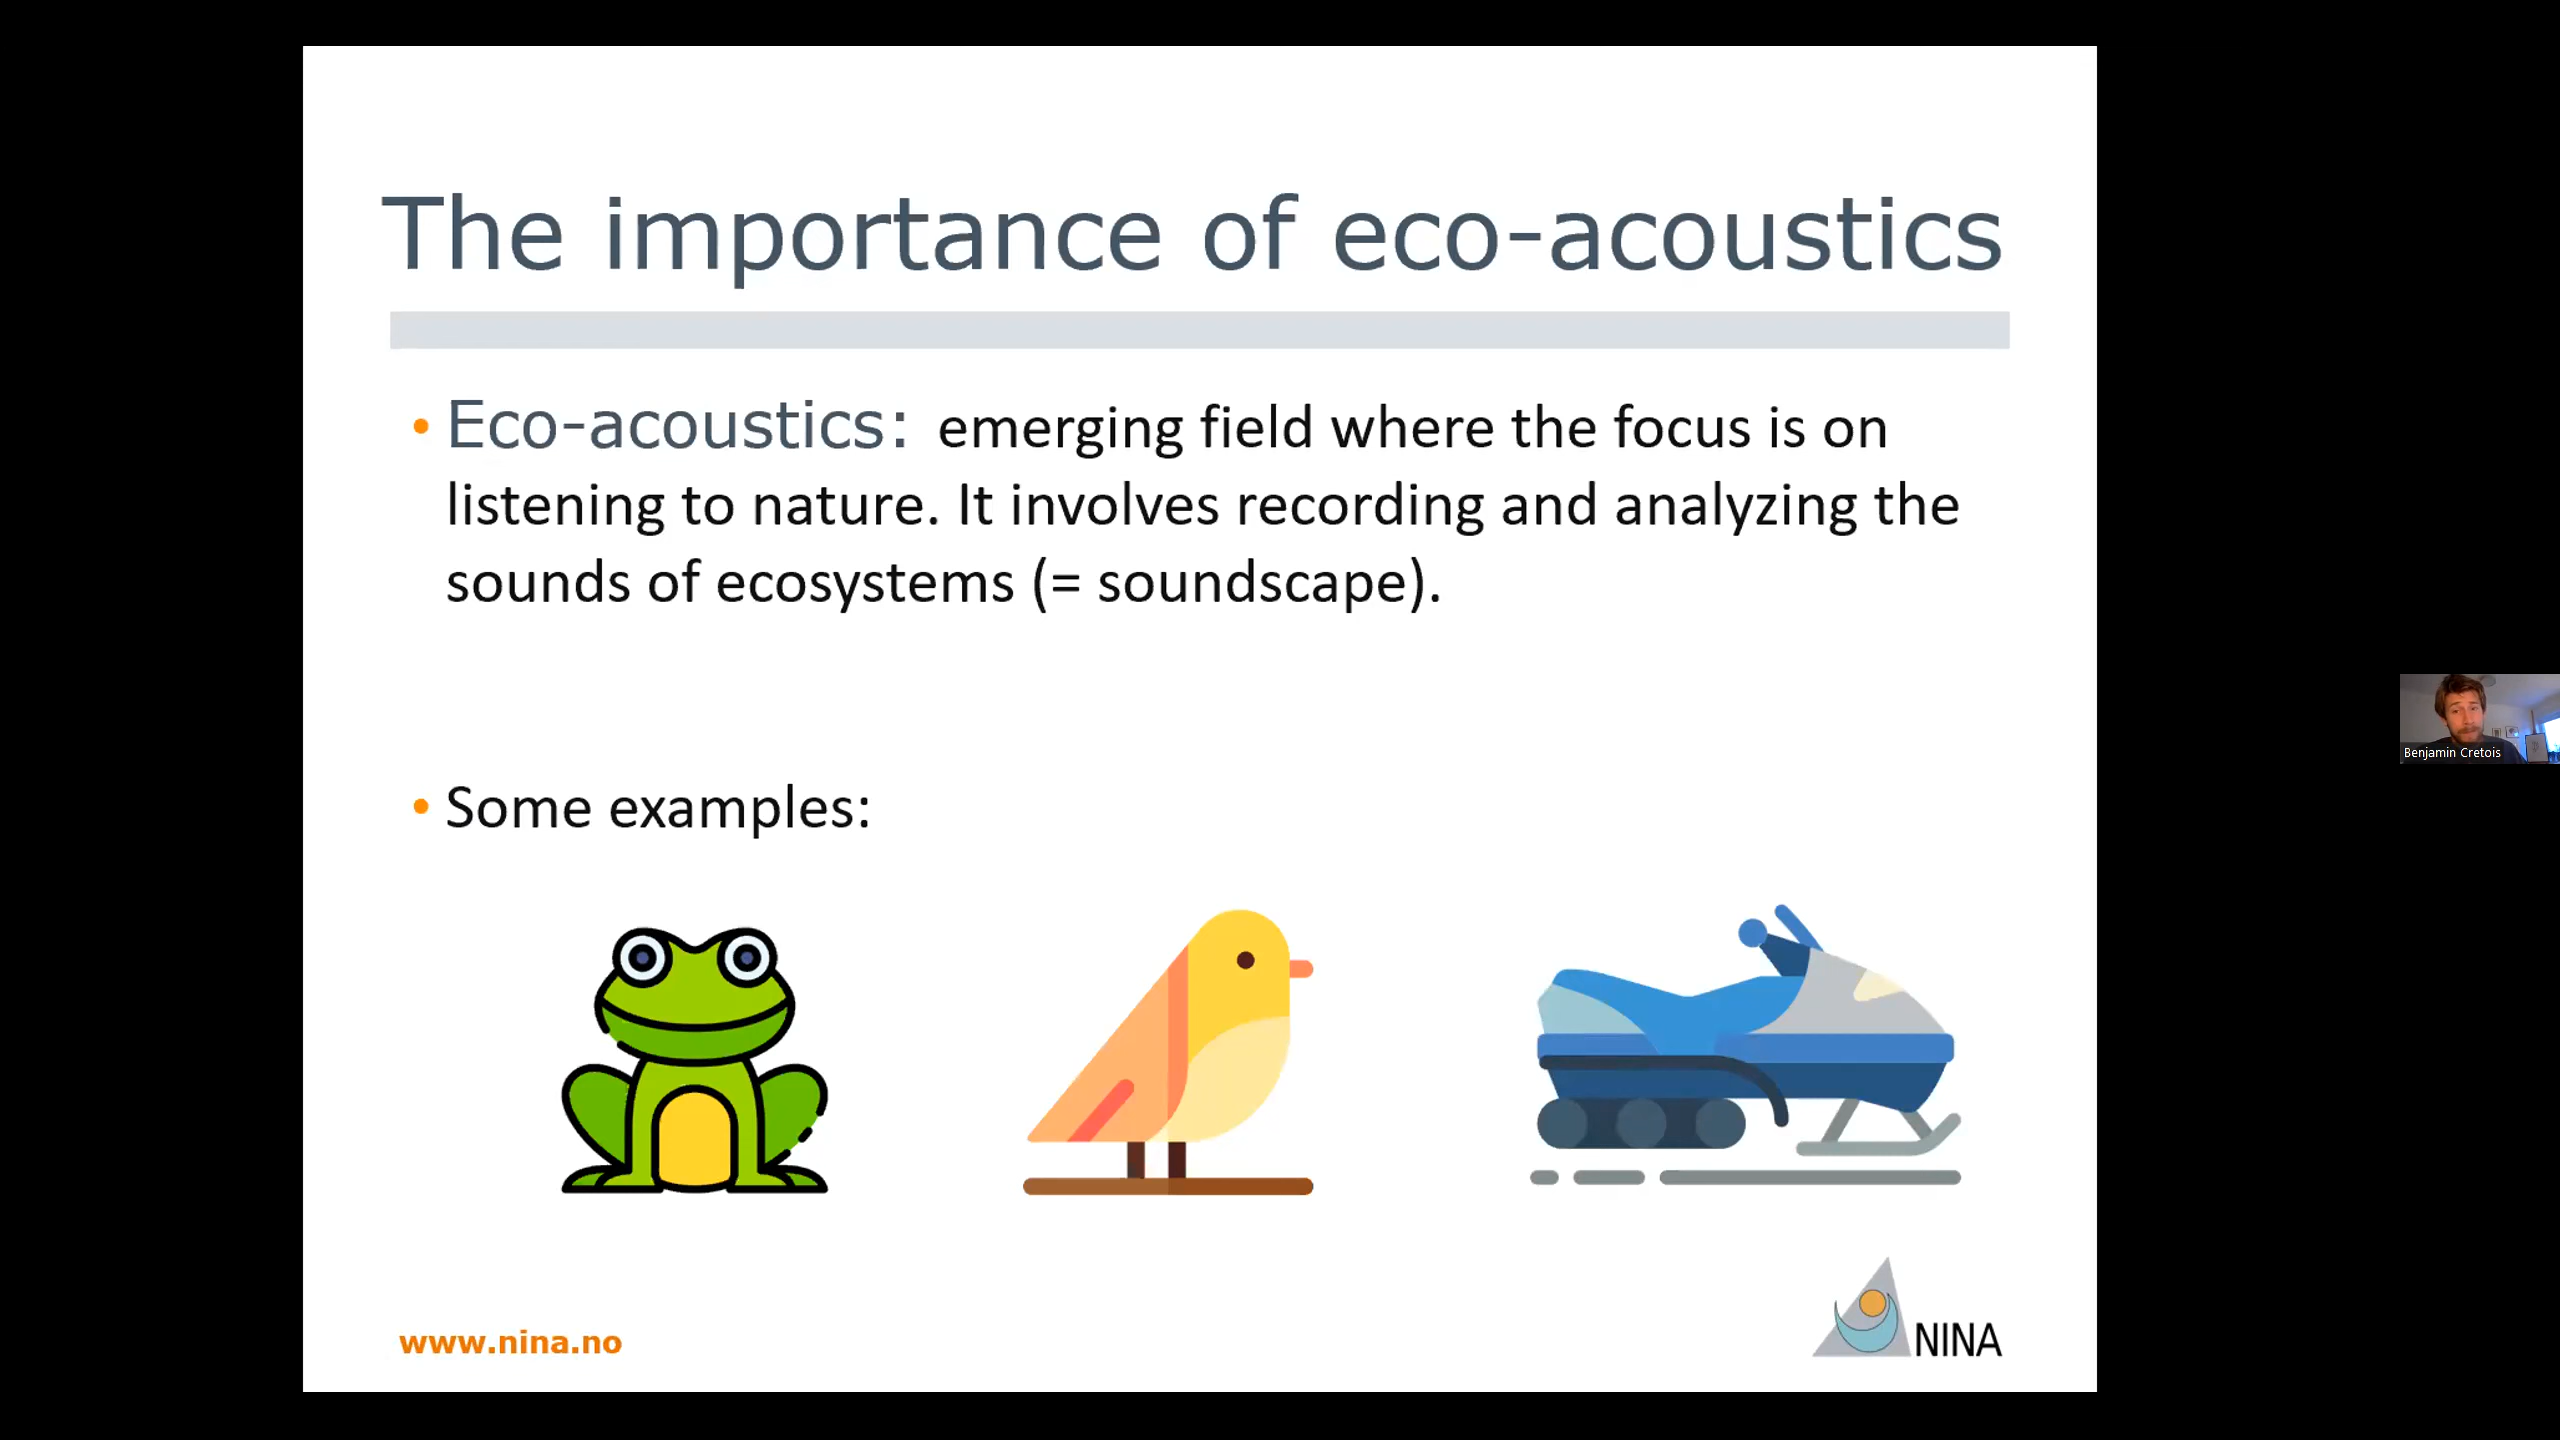 The importance of eco-acoustics
• Eco-acoustics: emerging field where the focus is on
listening to nature. It involves recording and analyzing the
sounds of ecosystems (= soundscape).
• Some examples:
Benjamin Cretois
www.nina.no
NINA